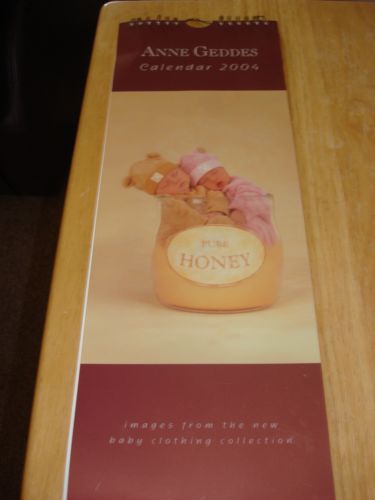 ANNE GEDDES
Calendar 2004
PURE
HONEY
images from the new
baby clothing collection